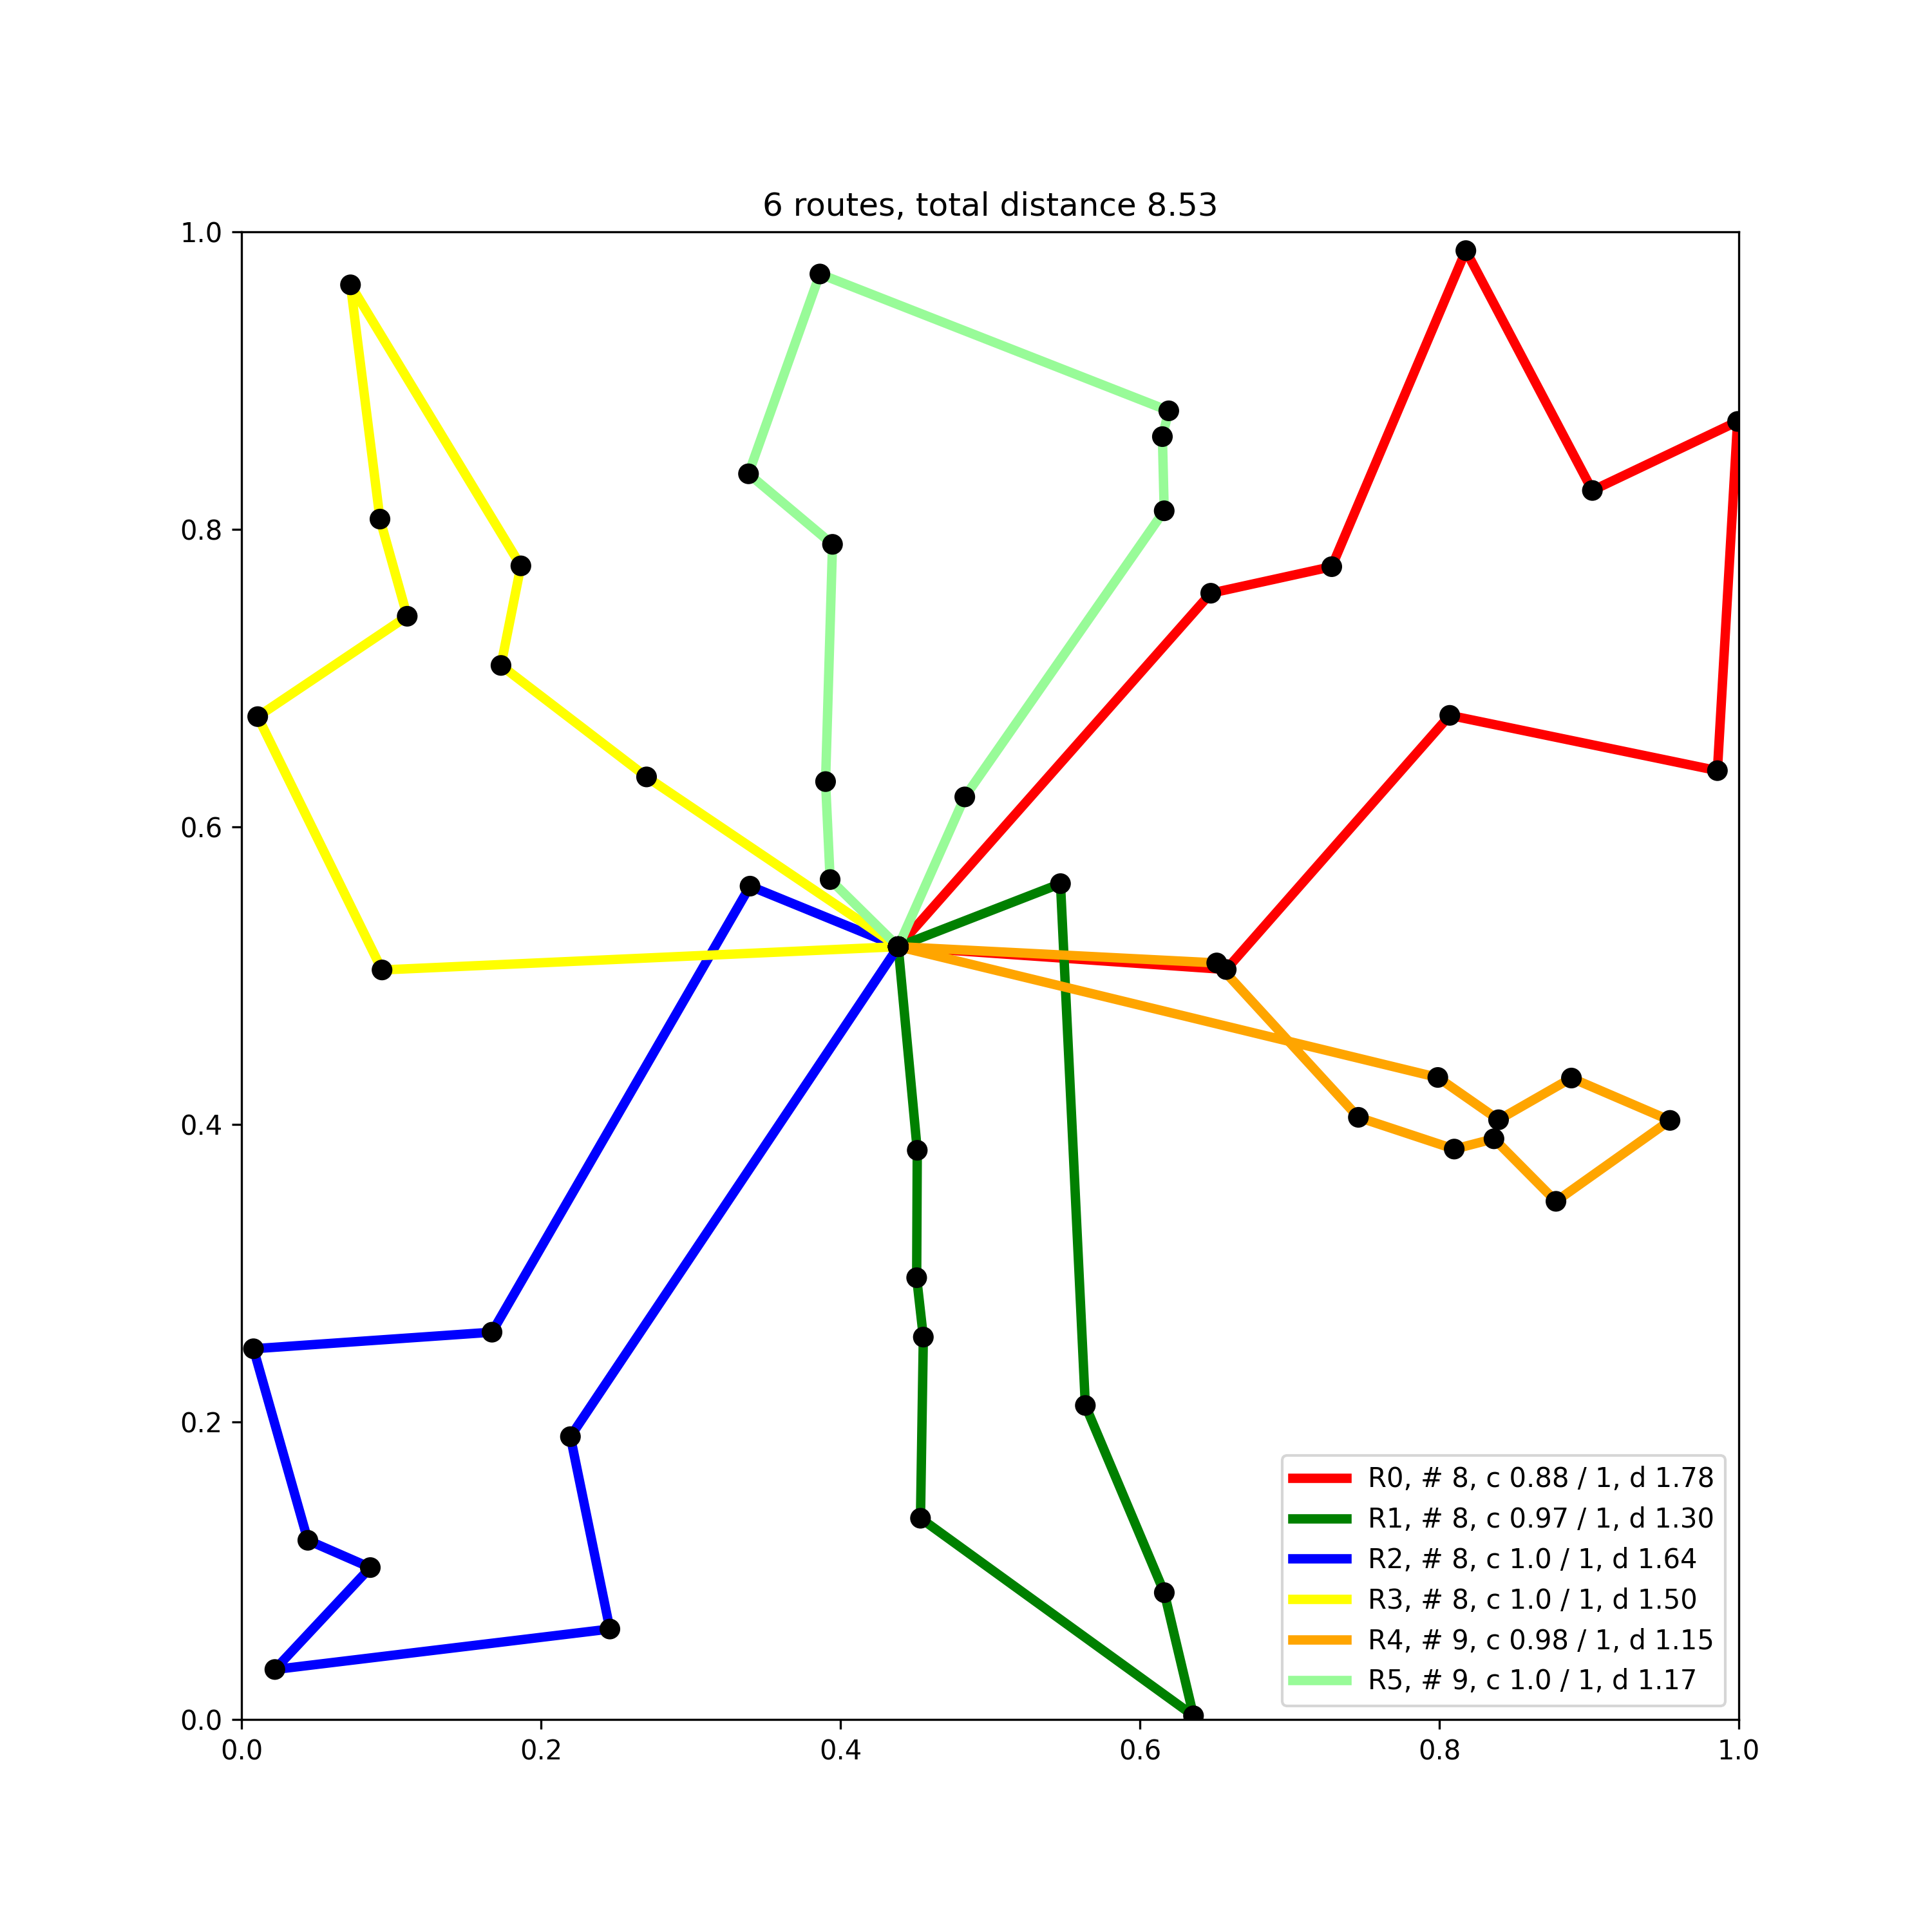 6 routes, total distance 8.53
1.0
0.8
0.6
0.4
0.2
0.0
0.0 0.2 0.4 0.6 0.8 1.0
R0, # 8, c 0.88 / 1, d 1.78
R1, # 8, c 0.97 / 1, d 1.30
R2, # 8, c 1.0 / 1, d 1.64
R3, # 8, c 1.0 / 1, d 1.50
R4, # 9, c 0.98 / 1, d 1.15
R5, # 9, c 1.0 / 1, d 1.17